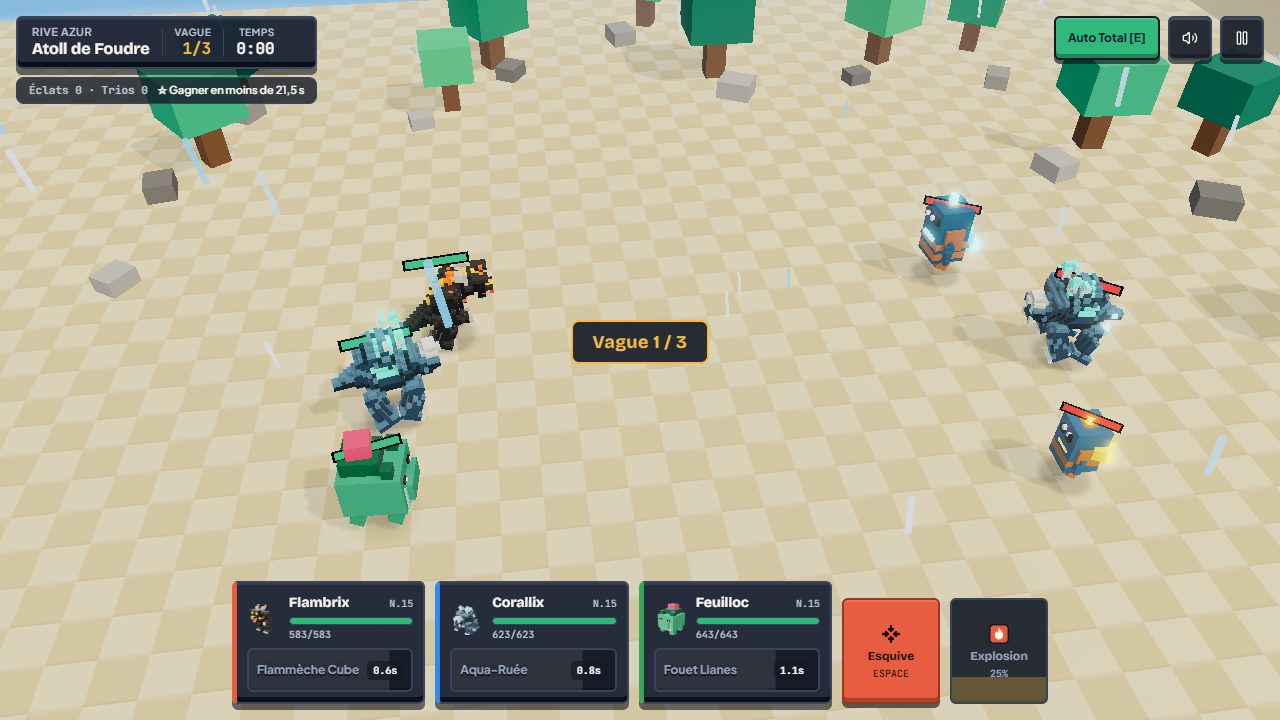 RIVE AZUR
Atoll de Foudre
VAGUE
1/3
TEMPS
0:00
Éclats 0 · Trios 0 ★ Gagner en moins de 21,5 s
Auto Total [E]
Vague 1 / 3
Flambrix N.15
583/583
Flammèche Cube 0.6s
Corallix N.15
623/623
Aqua-Ruée 0.8s
Feuilloc N.15
643/643
Fouet Lianes 1.1s
Esquive
ESPACE
Explosion
25%